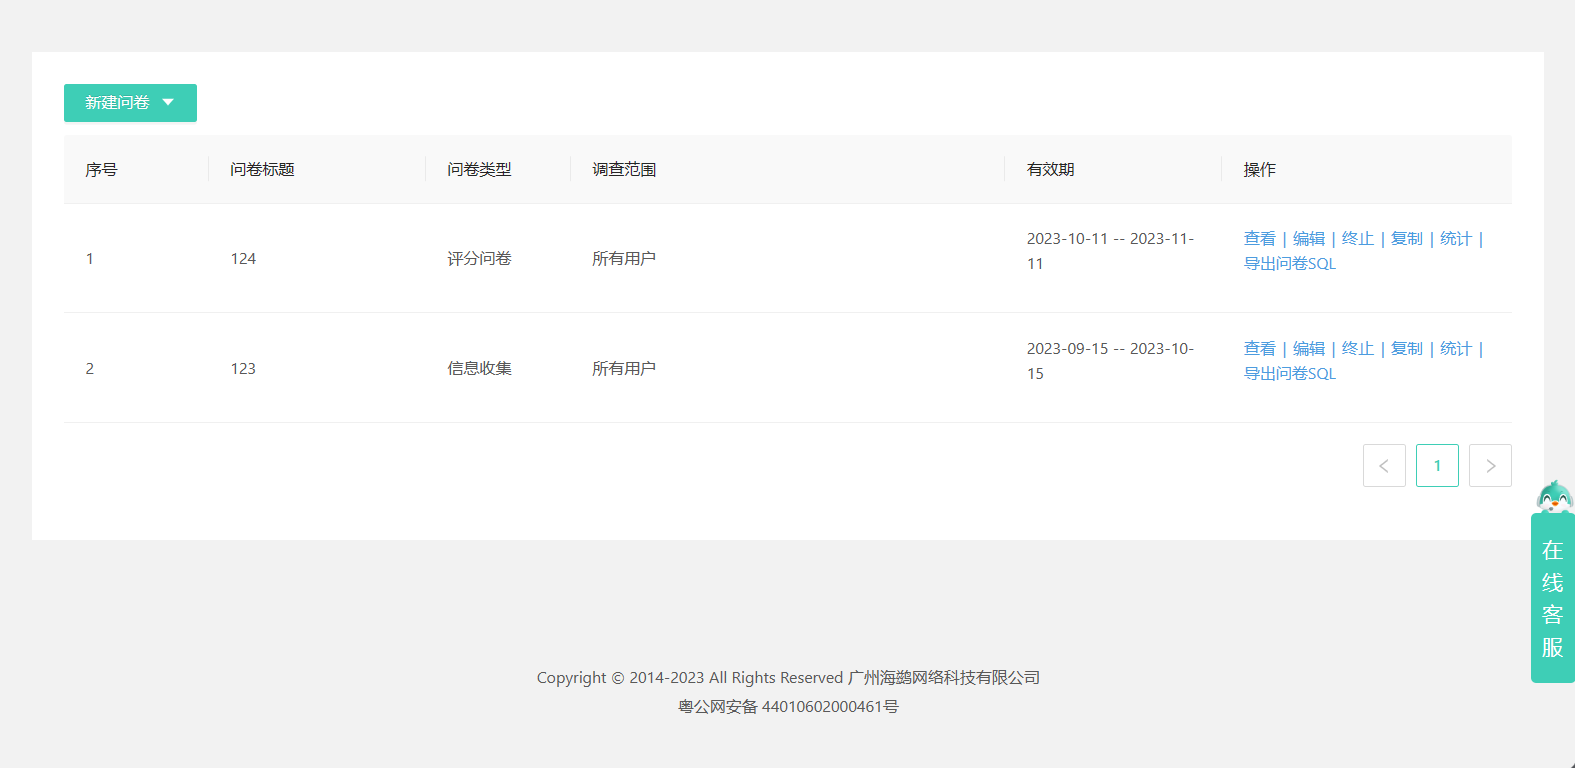 新建问卷
序号 问卷标题 问卷类型 调查范围 有效期 操作
1 124 评分问卷 所有用户 2023-10-11 -- 2023-11-11 查看 | 编辑 | 终止 | 复制 | 统计 | 导出问卷SQL
2 123 信息收集 所有用户 2023-09-15 -- 2023-10-15 查看 | 编辑 | 终止 | 复制 | 统计 | 导出问卷SQL
< 1 >
在线客服
Copyright © 2014-2023 All Rights Reserved 广州海鹚网络科技有限公司
粤公网安备 44010602000461号